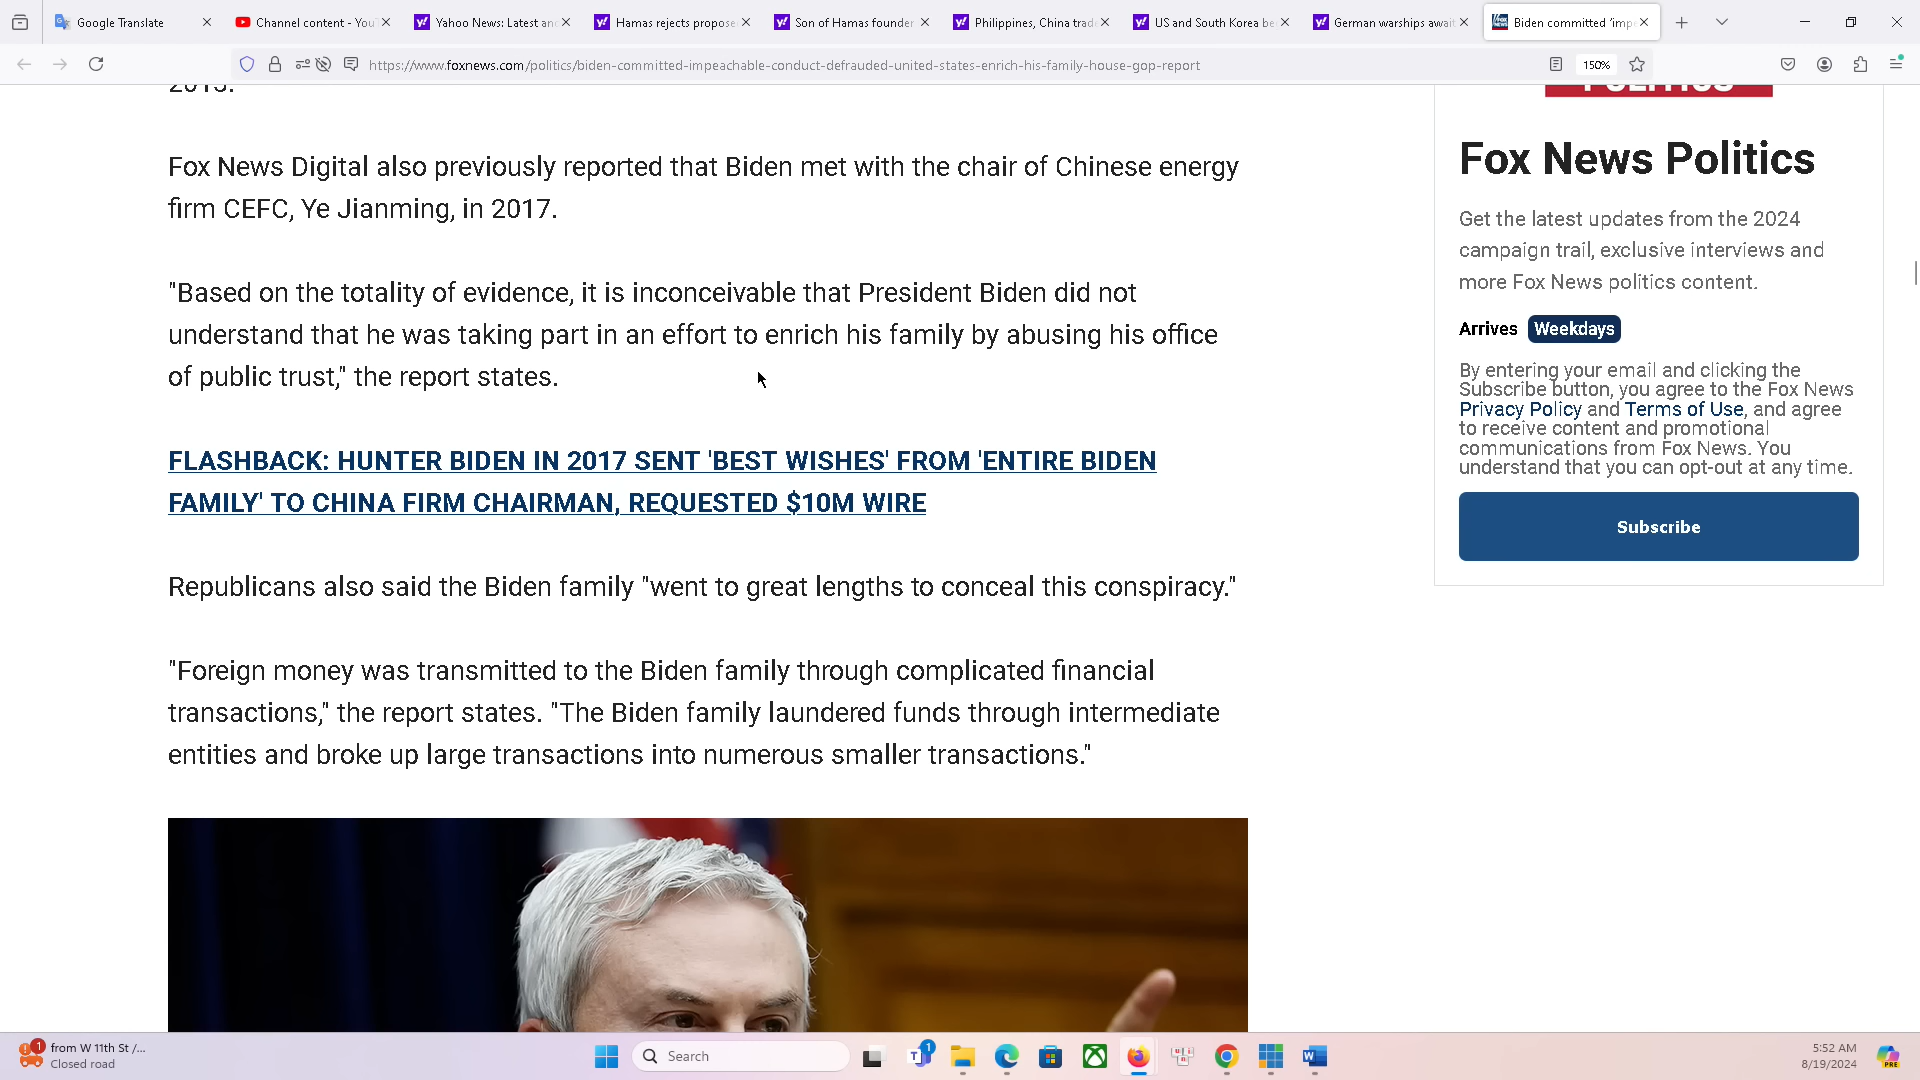 Google Translate
Channel content - You
Yahoo News: Latest an
Hamas rejects propose
Son of Hamas founder
Philippines, China trad
US and South Korea be
German warships await
Biden committed 'impe
https://www.foxnews.com/politics/biden-committed-impeachable-conduct-defrauded-united-states-enrich-his-family-house-gop-report
150%
Fox News Digital also previously reported that Biden met with the chair of Chinese energy
firm CEFC, Ye Jianming, in 2017.
"Based on the totality of evidence, it is inconceivable that President Biden did not
understand that he was taking part in an effort to enrich his family by abusing his office
of public trust," the report states.
FLASHBACK: HUNTER BIDEN IN 2017 SENT 'BEST WISHES' FROM 'ENTIRE BIDEN
FAMILY' TO CHINA FIRM CHAIRMAN, REQUESTED $10M WIRE
Republicans also said the Biden family "went to great lengths to conceal this conspiracy."
"Foreign money was transmitted to the Biden family through complicated financial
transactions," the report states. "The Biden family laundered funds through intermediate
entities and broke up large transactions into numerous smaller transactions."
POLITICS
Fox News Politics
Get the latest updates from the 2024
campaign trail, exclusive interviews and
more Fox News politics content.
Arrives Weekdays
By entering your email and clicking the
Subscribe button, you agree to the Fox News
Privacy Policy and Terms of Use, and agree
to receive content and promotional
communications from Fox News. You
understand that you can opt-out at any time.
Subscribe
1
from W 11th St /...
Closed road
Search
1
5:52 AM
8/19/2024